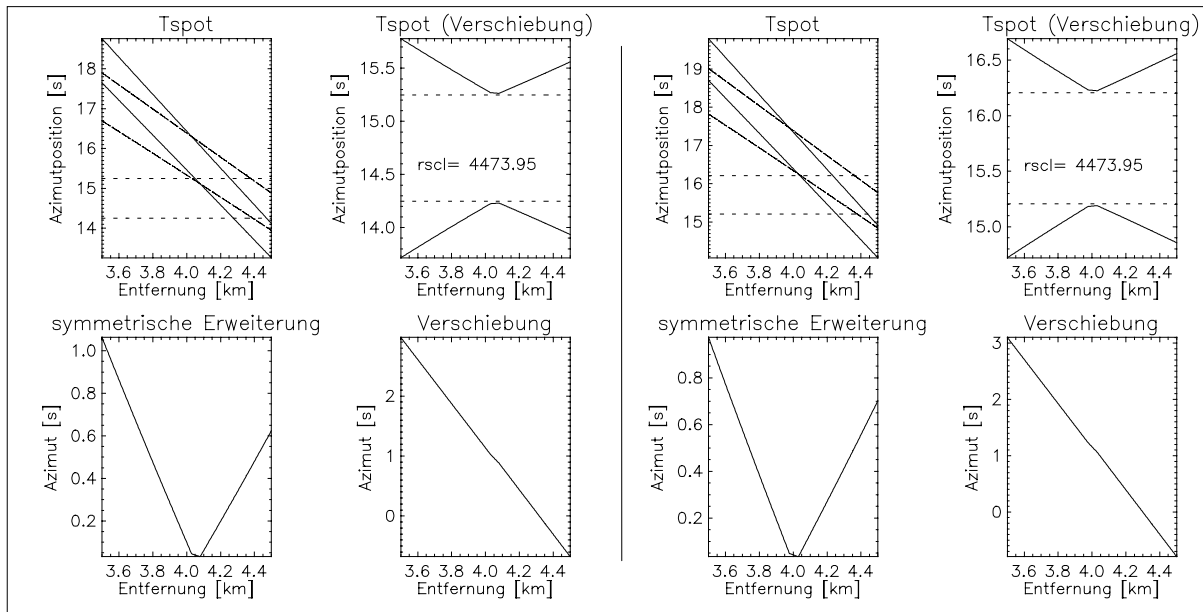 Tspot
Azimutposition [s]
18
17
16
15
14
3.6 3.8 4.0 4.2 4.4
Entfernung [km]
Tspot (Verschiebung)
Azimutposition [s]
15.5
15.0
14.5
14.0
rscl= 4473.95
3.6 3.8 4.0 4.2 4.4
Entfernung [km]
Tspot
Azimutposition [s]
19
18
17
16
15
3.6 3.8 4.0 4.2 4.4
Entfernung [km]
Tspot (Verschiebung)
Azimutposition [s]
16.5
16.0
15.5
15.0
rscl= 4473.95
3.6 3.8 4.0 4.2 4.4
Entfernung [km]
symmetrische Erweiterung
Azimut [s]
1.0
0.8
0.6
0.4
0.2
3.6 3.8 4.0 4.2 4.4
Entfernung [km]
Verschiebung
Azimut [s]
2
1
0
3.6 3.8 4.0 4.2 4.4
Entfernung [km]
symmetrische Erweiterung
Azimut [s]
0.8
0.6
0.4
0.2
3.6 3.8 4.0 4.2 4.4
Entfernung [km]
Verschiebung
Azimut [s]
3
2
1
0
3.6 3.8 4.0 4.2 4.4
Entfernung [km]